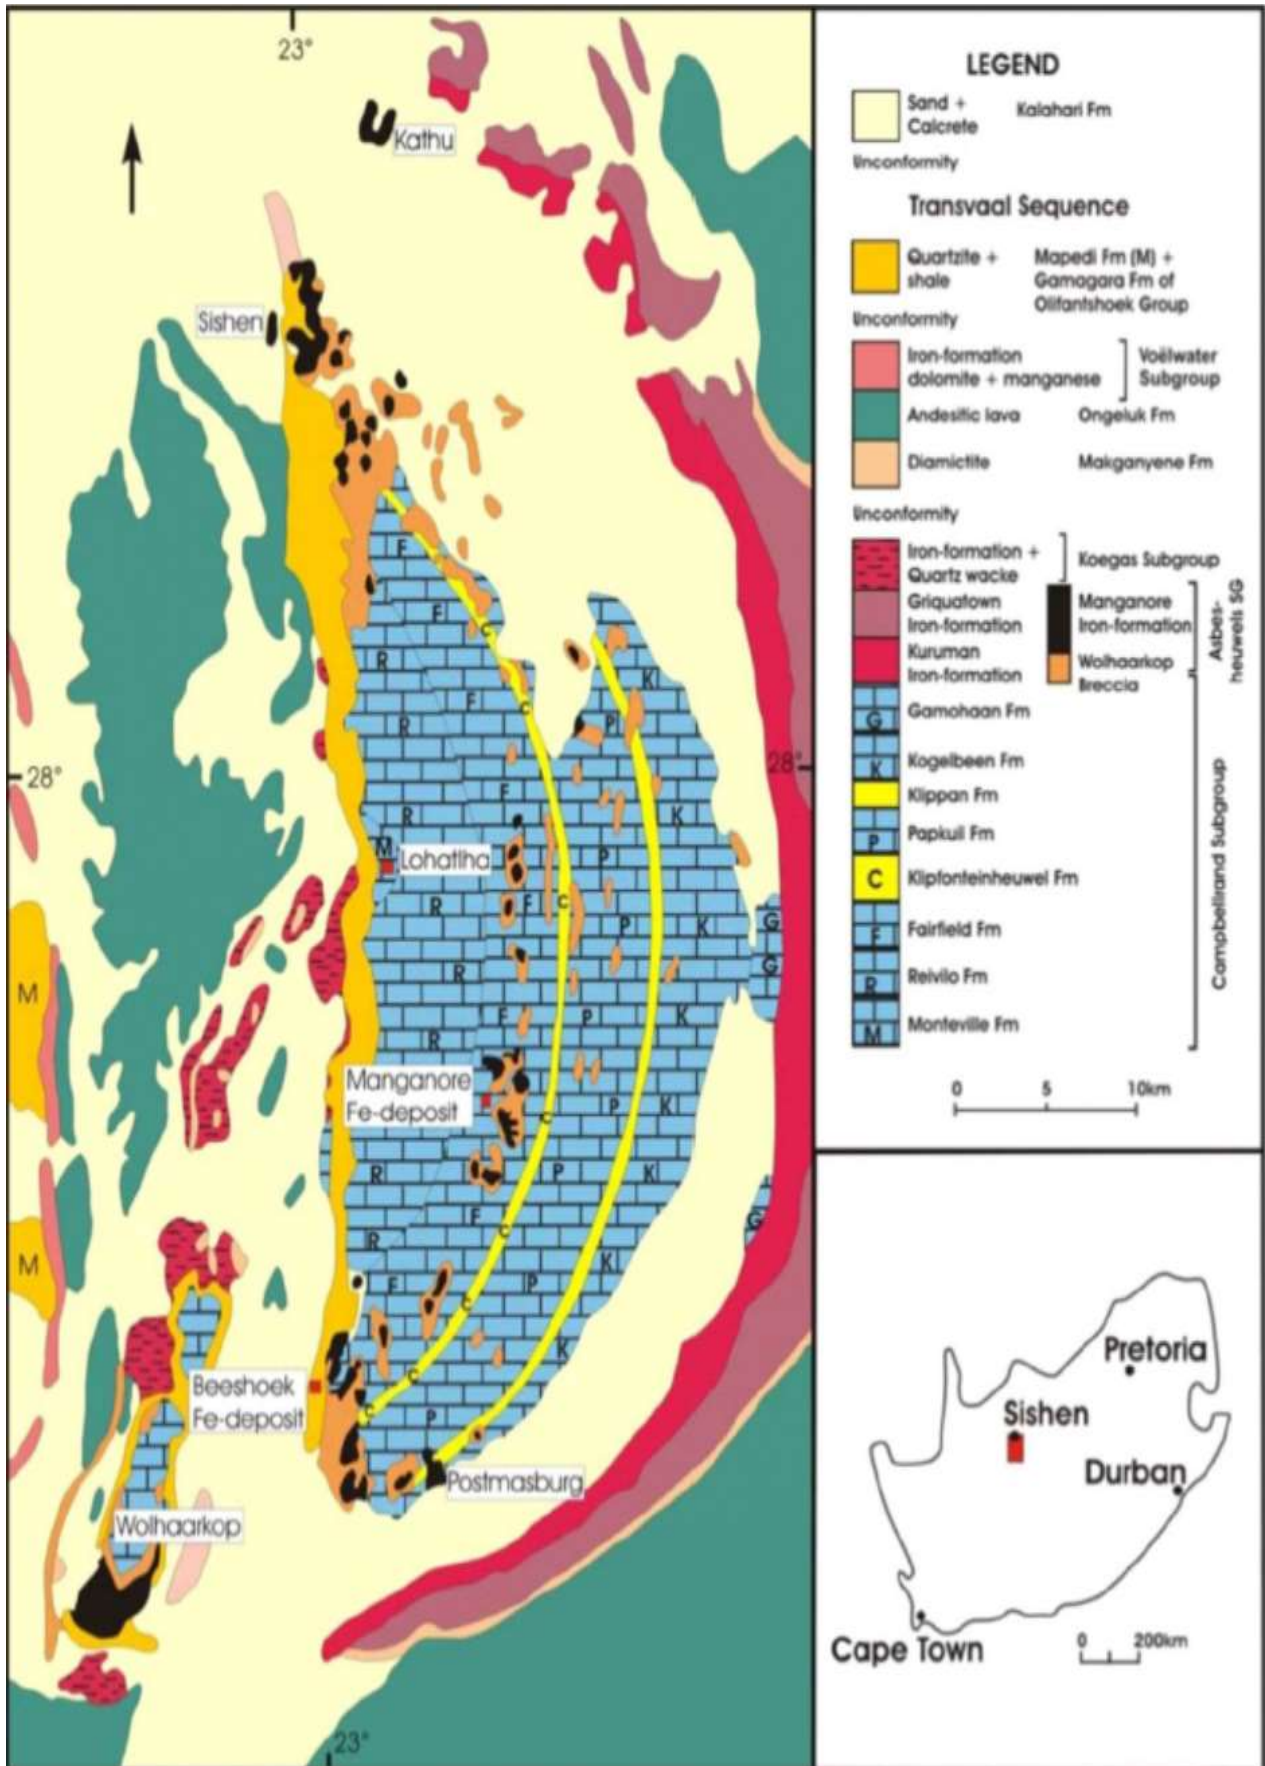 23°
Kathu
Sishen
28°
28°
M
Lohatlha
M
M
Manganore
Fe-deposit
Beeshoek
Fe-deposit
Postmasburg
Wolhaarkop
23°
F
F
C
R
F
C
K
P
R
F
R
K
P
R
F
C
P
K
G
G
R
F
P
K
R
P
K
R
P
K
C
F
G
R
F
C
P
K
C
K
C
C
P
LEGEND
Sand +
Calcrete
Kalahari Fm
Unconformity
Transvaal Sequence
Quartzite +
shale
Mapedi Fm (M) +
Gamagara Fm of
Olifantshoek Group
Unconformity
Iron-formation
dolomite + manganese
Voëlwater
Subgroup
Andesitic lava
Ongeluk Fm
Diamictite
Makganyene Fm
Unconformity
Iron-formation +
Quartz wacke
Koegas Subgroup
Griquatown
Iron-formation
Manganore
Iron-formation
Kuruman
Iron-formation
Wolhaarkop
Breccia
Asbes-
heuwels SG
G
Gamohaan Fm
K
Kogelbeen Fm
Klippan Fm
P
Papkuil Fm
C
Klipfonteinheuwel Fm
F
Fairfield Fm
R
Reivilo Fm
M
Monteville Fm
Campbellrand Subgroup
0 5 10km
Pretoria
Sishen
Durban
Cape Town
0 200km